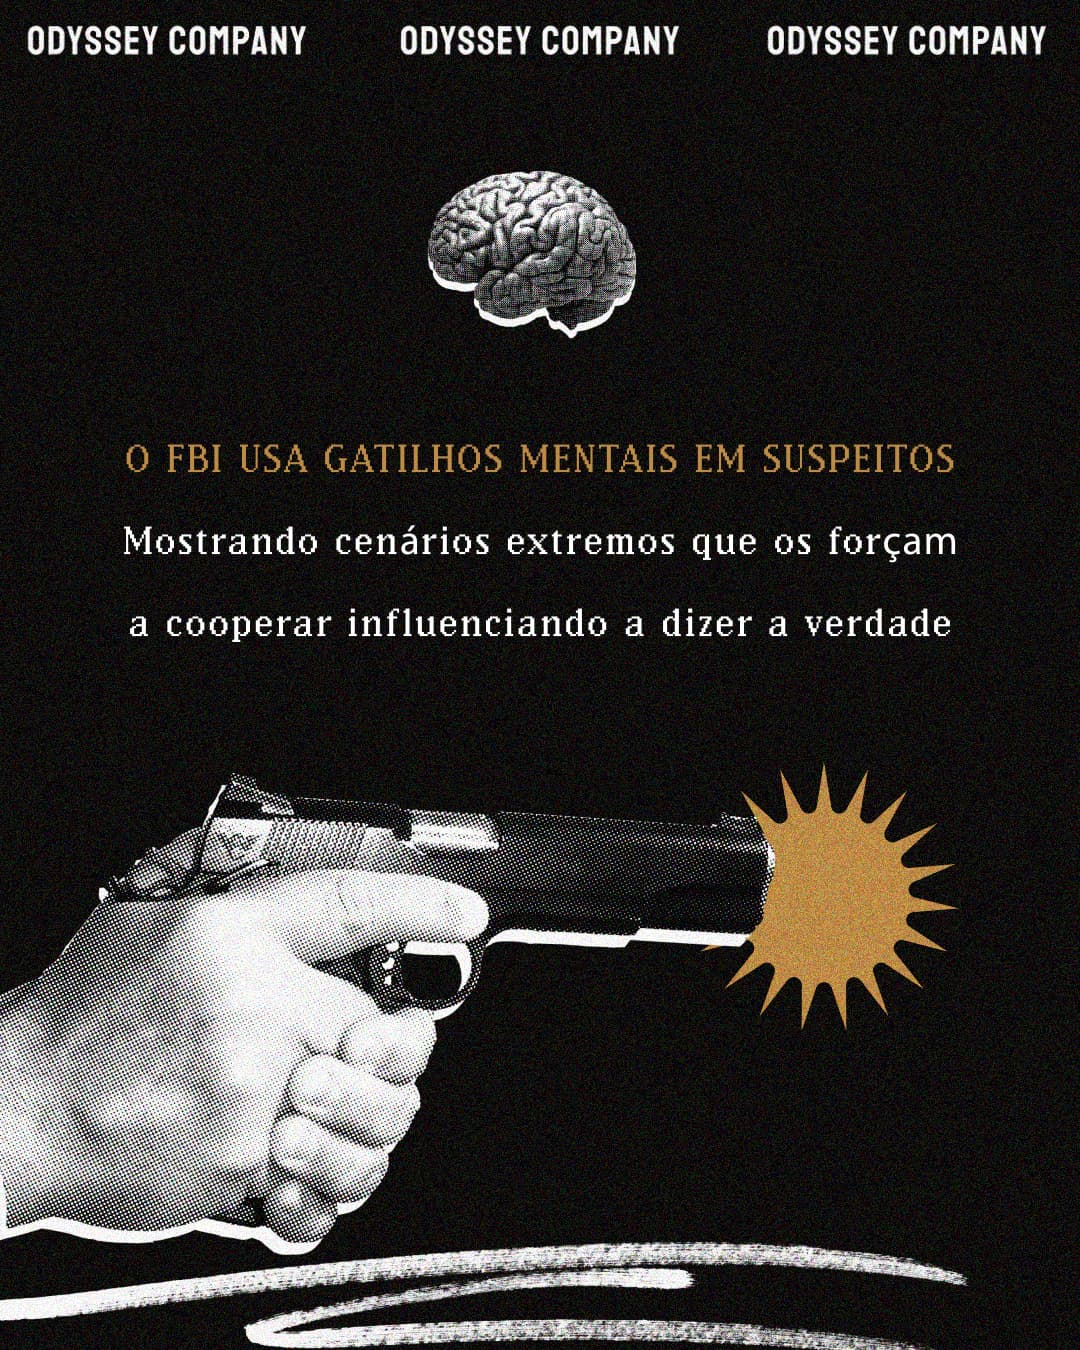 ODYSSEY COMPANY ODYSSEY COMPANY ODYSSEY COMPANY
O FBI USA GATILHOS MENTAIS EM SUSPEITOS
Mostrando cenários extremos que os forçam
a cooperar influenciando a dizer a verdade